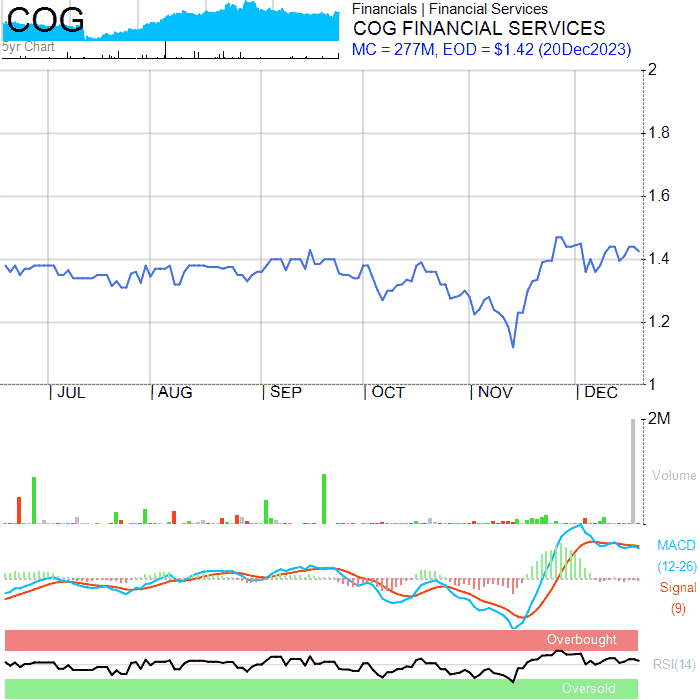 COG
5yr Chart
Financials | Financial Services
COG FINANCIAL SERVICES
MC = 277M, EOD = $1.42 (20Dec2023)
2
1.8
1.6
1.4
1.2
1
JUL AUG SEP OCT NOV DEC
2M
Volume
MACD
(12-26)
Signal
(9)
Overbought
RSI(14)
Oversold